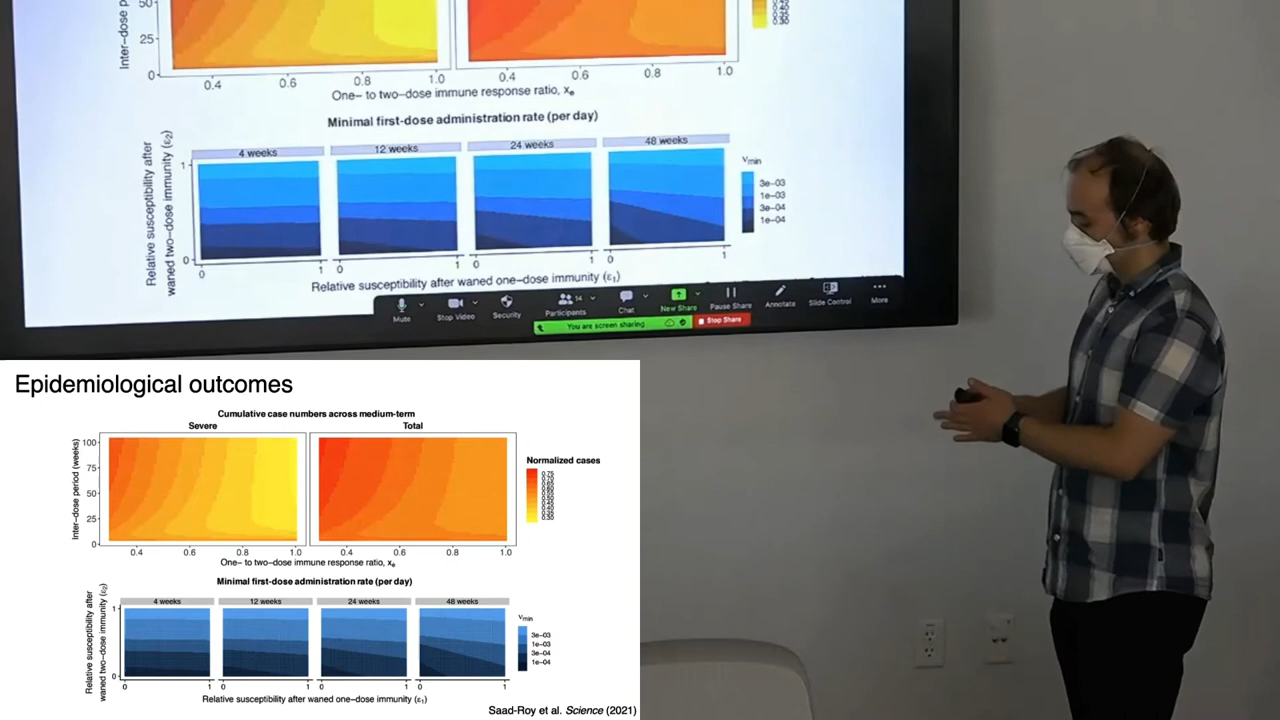 50
25
0
Inter-dose p
0.4 0.6 0.8 1.0
0.4 0.6 0.8 1.0
0.30
One– to two–dose immune response ratio, xe
Minimal first–dose administration rate (per day)
4 weeks 12 weeks 24 weeks 48 weeks
Relative susceptibility after
waned two–dose immunity (ε2)
1
0
νmin
3e–03
1e–03
3e–04
1e–04
0 1 0 1 0 1 0 1
Relative susceptibility after waned one–dose immunity (ε1)
Mute Stop Video Security Participants 14 Chat New Share Pause Share Annotate Slide Control More
You are screen sharing Stop Share
Epidemiological outcomes
Cumulative case numbers across medium-term
Severe Total
Inter-dose period (weeks)
100
75
50
25
0
0.4 0.6 0.8 1.0
0.4 0.6 0.8 1.0
One– to two–dose immune response ratio, xe
Normalized cases
0.75
0.30
Minimal first–dose administration rate (per day)
4 weeks 12 weeks 24 weeks 48 weeks
Relative susceptibility after
waned two–dose immunity (ε2)
1
0
νmin
3e–03
1e–03
3e–04
1e–04
0 1 0 1 0 1 0 1
Relative susceptibility after waned one–dose immunity (ε1)
Saad-Roy et al. Science (2021)